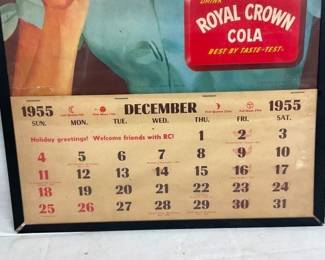 DRINK
ROYAL CROWN
COLA
BEST BY TASTE-TEST
1955 DECEMBER 1955
SUN. MON. TUE. WED. THU. FRI. SAT.
Holiday greetings! Welcome friends with RC!
1 2 3
4 5 6 7 8 9 10
11 12 13 14 15 16 17
18 19 20 21 22 23 24
25 26 27 28 29 30 31